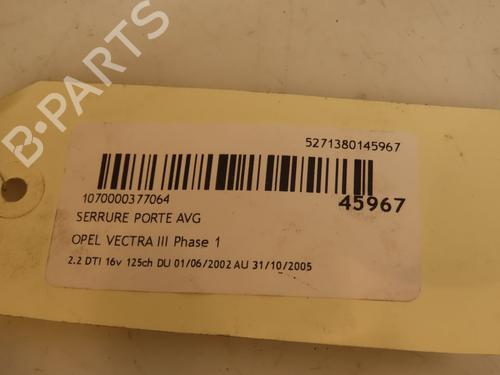 B-PARTS
5271380145967
1070000377064
45967
SERRURE PORTE AVG
OPEL VECTRA III Phase 1
2.2 DTI 16v 125ch DU 01/06/2002 AU 31/10/2005